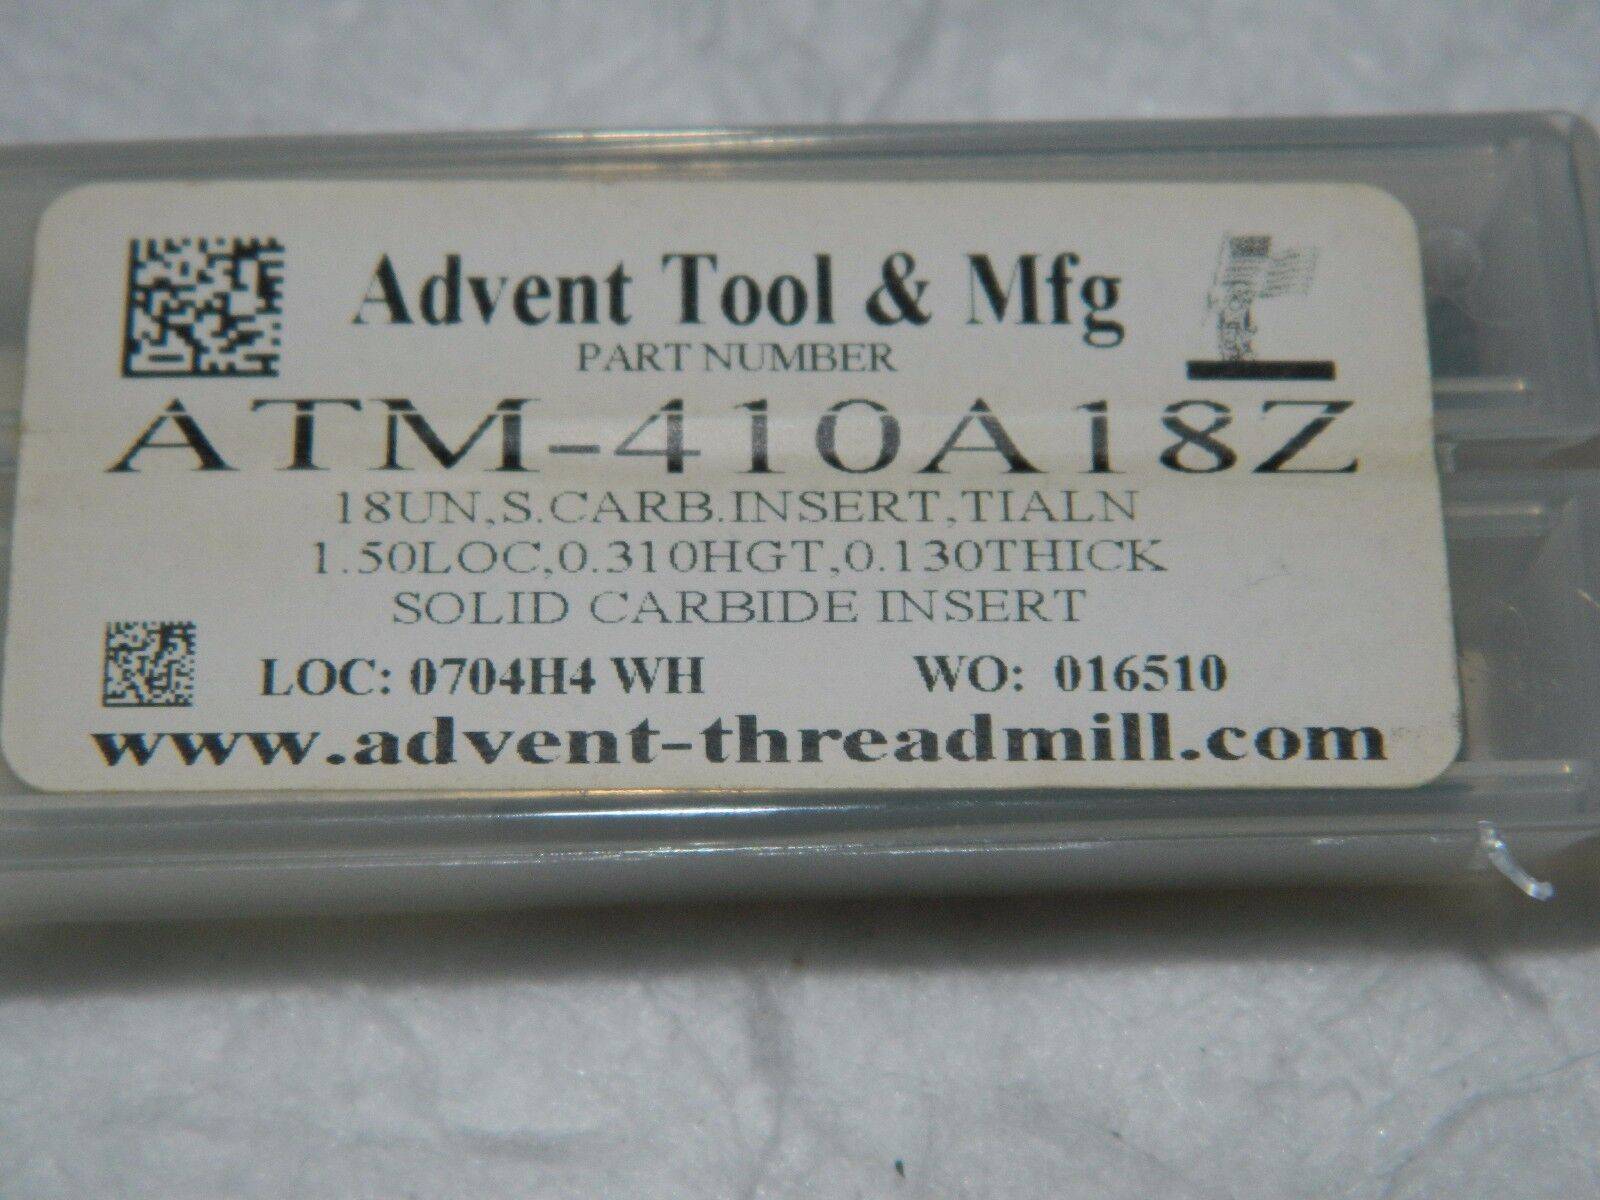 Advent Tool & Mfg
PART NUMBER
ATM-410A18Z
18UN,S.CARB.INSERT,TIALN
1.50LOC,0.310HGT,0.130THICK
SOLID CARBIDE INSERT
LOC: 0704H4 WH WO: 016510
www.advent-threadmill.com